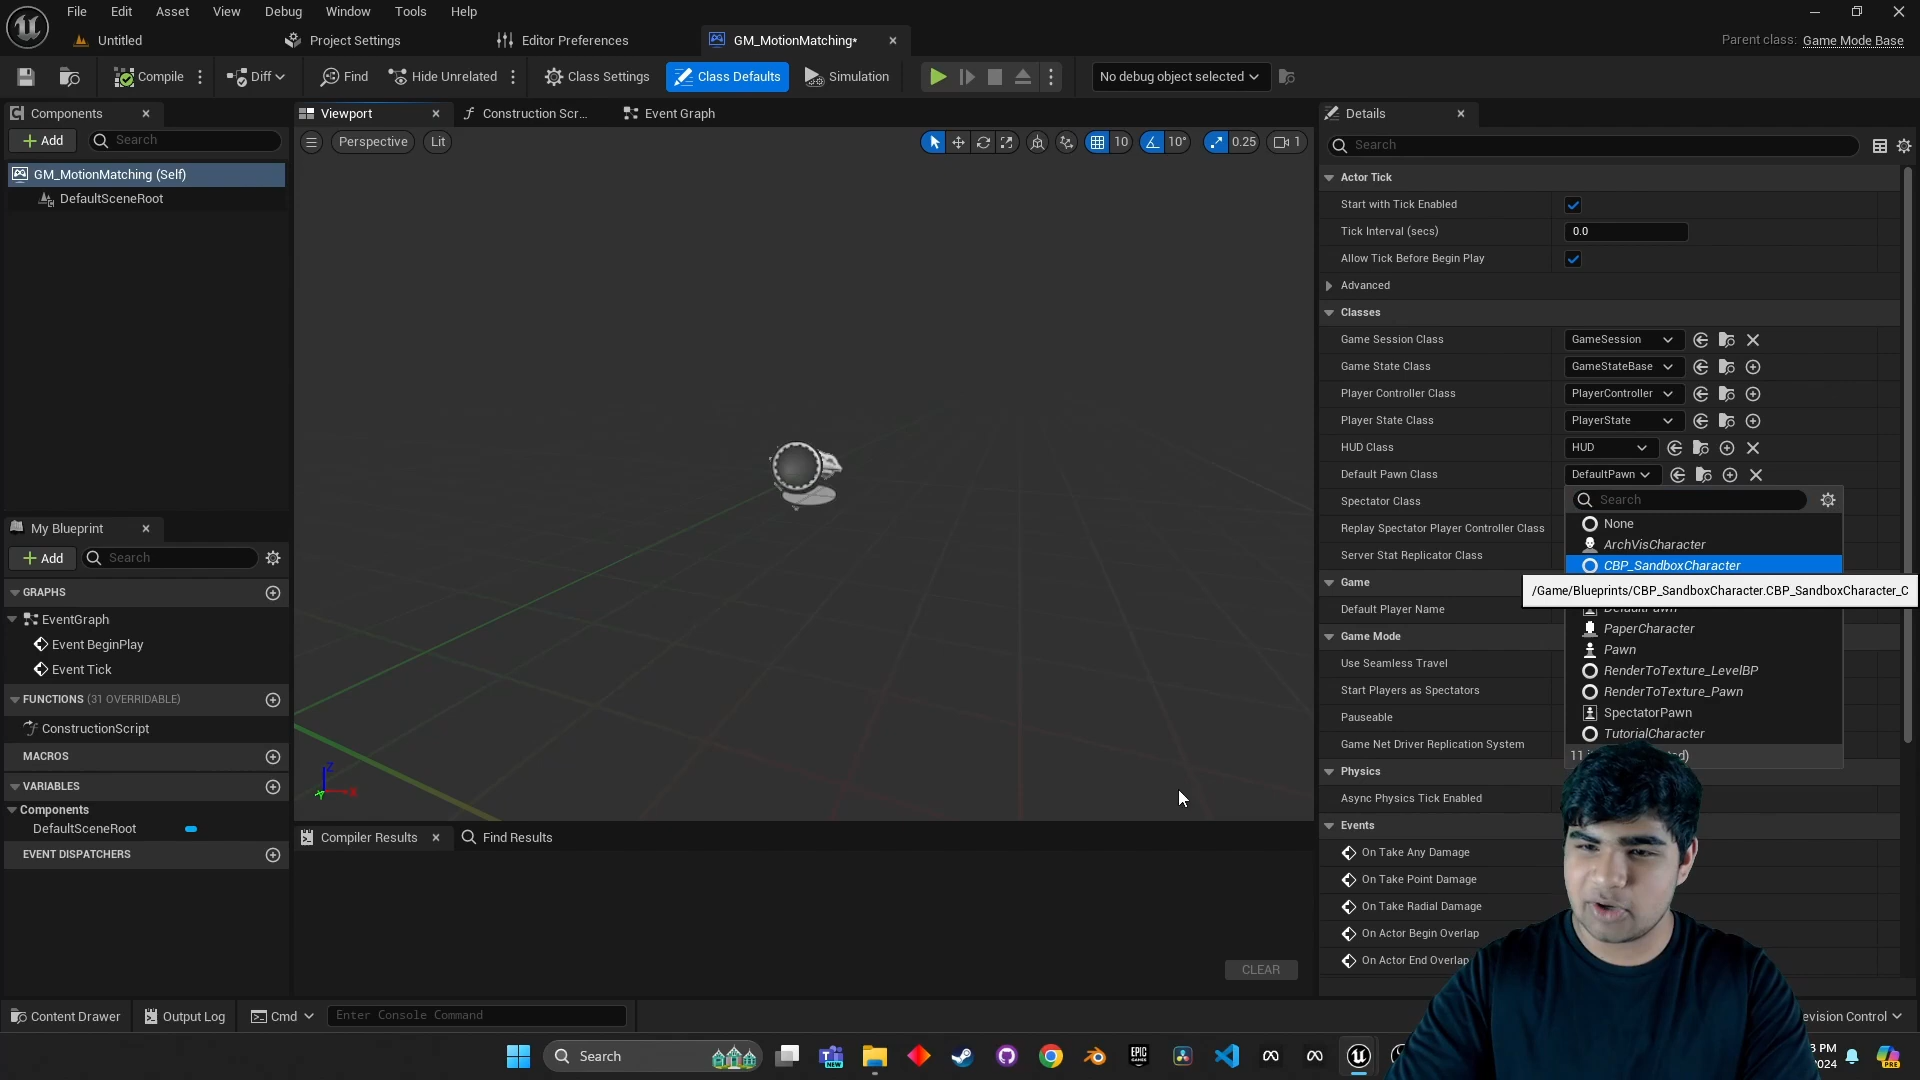 File Edit Asset View Debug Window Tools Help
Untitled Project Settings Editor Preferences GM_MotionMatching* Parent class: Game Mode Base
Compile Diff Find Hide Unrelated Class Settings Class Defaults Simulation No debug object selected
Components
Add Search
GM_MotionMatching (Self)
DefaultSceneRoot
My Blueprint
Add Search
GRAPHS
EventGraph
Event BeginPlay
Event Tick
FUNCTIONS (31 OVERRIDABLE)
ConstructionScript
MACROS
VARIABLES
Components
DefaultSceneRoot
EVENT DISPATCHERS
Viewport Construction Scr... Event Graph
Perspective Lit 10 10° 0.25 1
Z
X
Y
Compiler Results Find Results
CLEAR
Details
Search
Actor Tick
Start with Tick Enabled
Tick Interval (secs) 0.0
Allow Tick Before Begin Play
Advanced
Classes
Game Session Class GameSession
Game State Class GameStateBase
Player Controller Class PlayerController
Player State Class PlayerState
HUD Class HUD
Default Pawn Class DefaultPawn
Spectator Class
Replay Spectator Player Controller Class
Server Stat Replicator Class
Game
Default Player Name
Game Mode
Use Seamless Travel
Start Players as Spectators
Pauseable
Game Net Driver Replication System
Physics
Async Physics Tick Enabled
Events
On Take Any Damage
On Take Point Damage
On Take Radial Damage
On Actor Begin Overlap
On Actor End Overlap
Search
None
ArchVisCharacter
CBP_SandboxCharacter
/Game/Blueprints/CBP_SandboxCharacter.CBP_SandboxCharacter_C
DefaultPawn
PaperCharacter
Pawn
RenderToTexture_LevelBP
RenderToTexture_Pawn
SpectatorPawn
TutorialCharacter
11
Content Drawer Output Log Cmd Enter Console Command evision Control
Search NEW EPIC GAMES 3 PM
2024 PRE